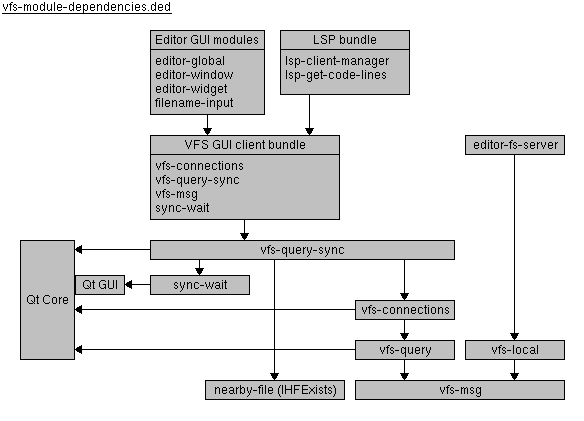 vfs-module-dependencies.ded
Editor GUI modules
editor-global
editor-window
editor-widget
filename-input
LSP bundle
lsp-client-manager
lsp-get-code-lines
VFS GUI client bundle
vfs-connections
vfs-query-sync
vfs-msg
sync-wait
editor-fs-server
vfs-query-sync
Qt Core
Qt GUI
sync-wait
vfs-connections
vfs-query
vfs-local
nearby-file (IHFExists)
vfs-msg